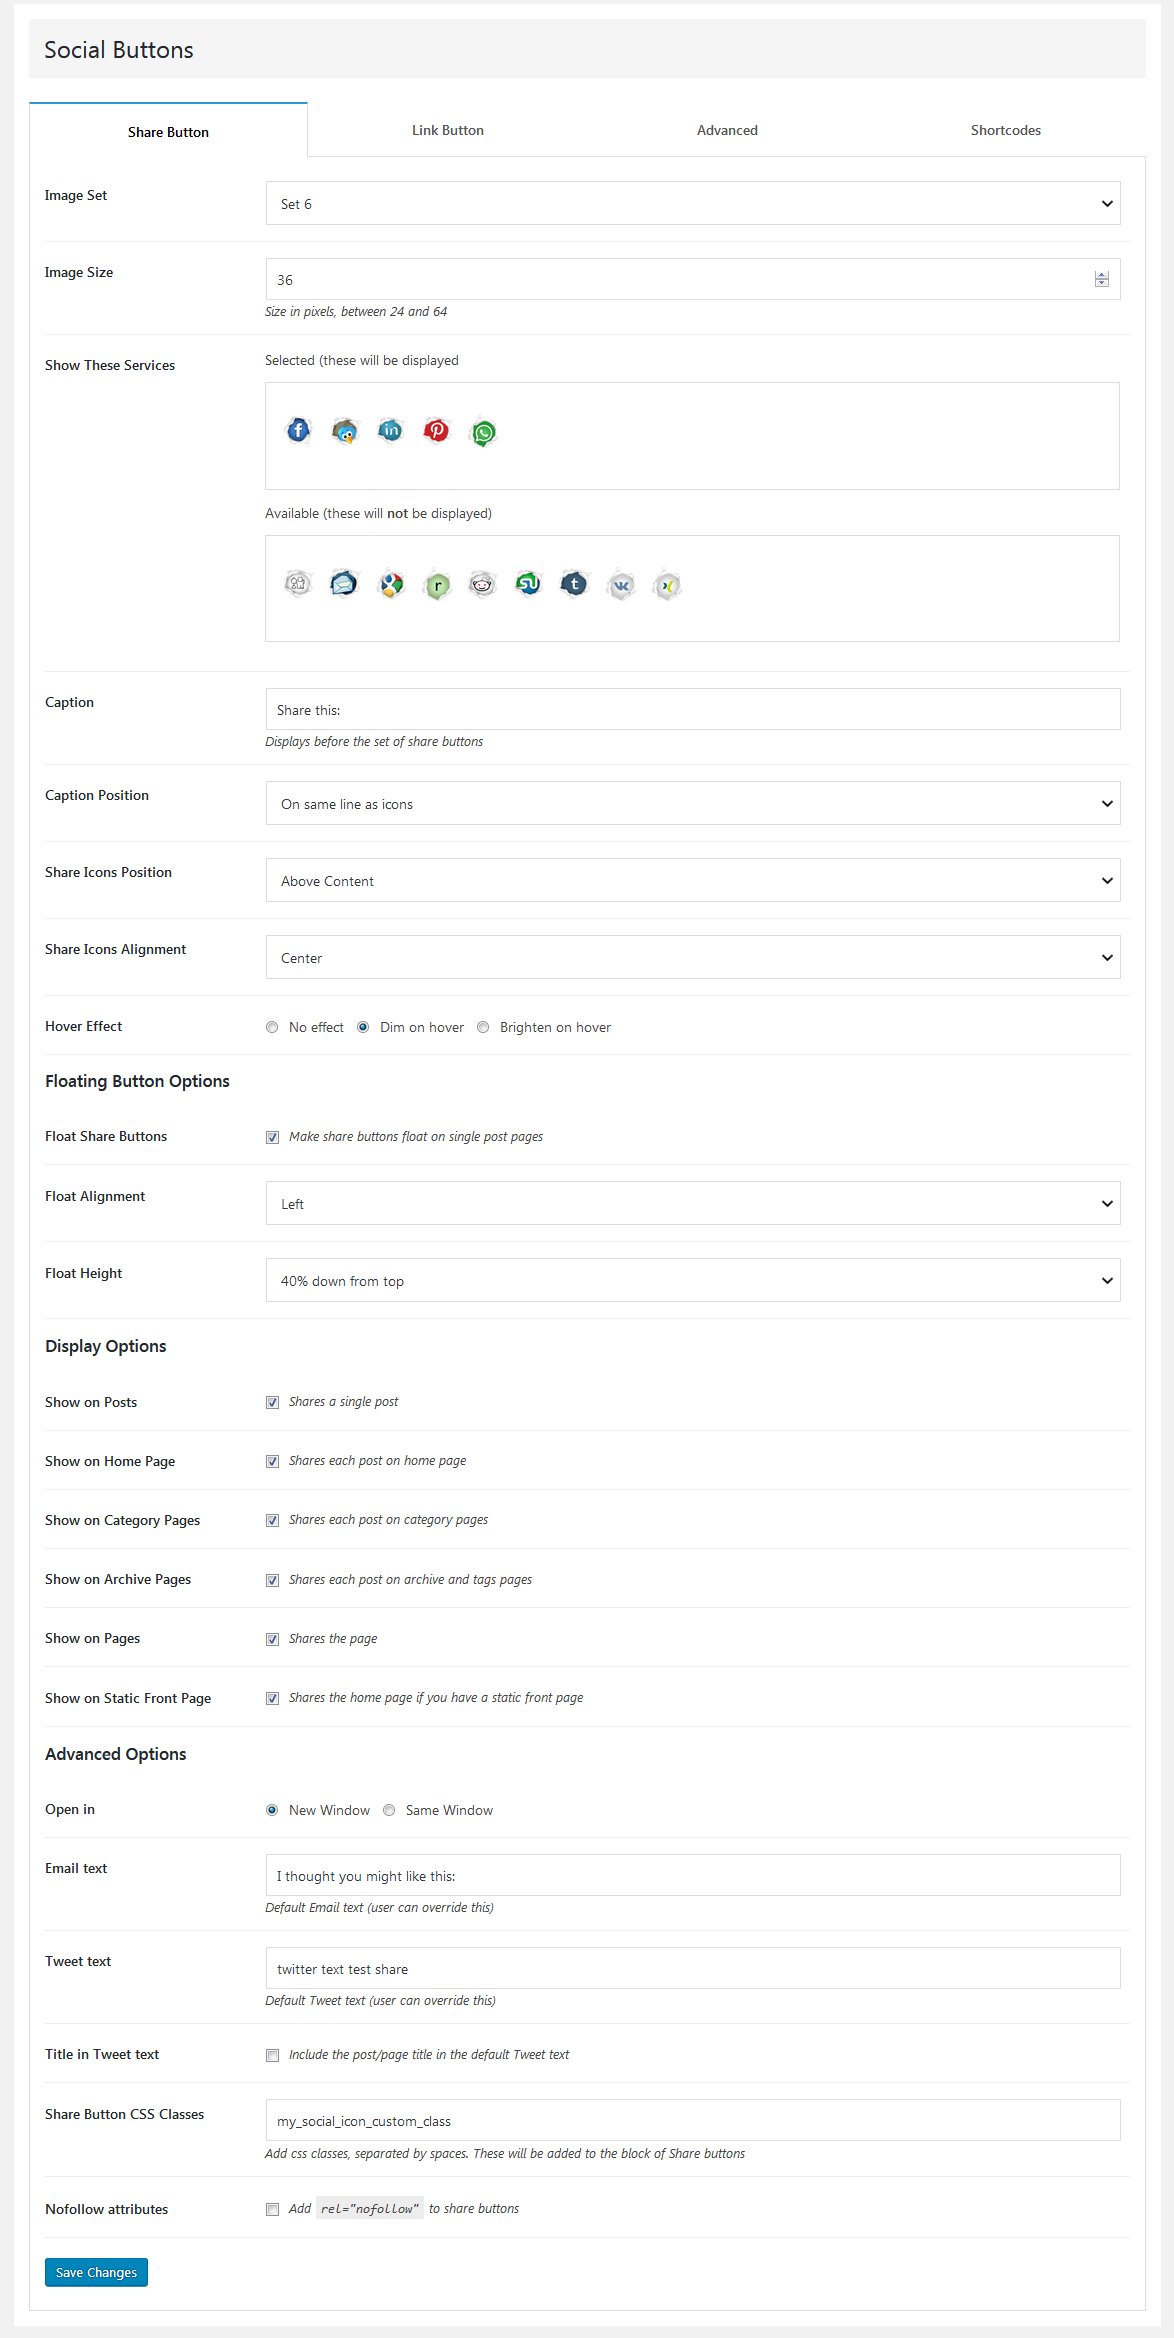 Social Buttons
Share Button
Link Button
Advanced
Shortcodes
Image Set
Set 6
Image Size
36
Size in pixels, between 24 and 64
Show These Services
Selected (these will be displayed
f
in
Available (these will not be displayed)
r
t
VK
Caption
Share this:
Displays before the set of share buttons
Caption Position
On same line as icons
Share Icons Position
Above Content
Share Icons Alignment
Center
Hover Effect
No effect
Dim on hover
Brighten on hover
Floating Button Options
Float Share Buttons
Make share buttons float on single post pages
Float Alignment
Left
Float Height
40% down from top
Display Options
Show on Posts
Shares a single post
Show on Home Page
Shares each post on home page
Show on Category Pages
Shares each post on category pages
Show on Archive Pages
Shares each post on archive and tags pages
Show on Pages
Shares the page
Show on Static Front Page
Shares the home page if you have a static front page
Advanced Options
Open in
New Window
Same Window
Email text
I thought you might like this:
Default Email text (user can override this)
Tweet text
twitter text test share
Default Tweet text (user can override this)
Title in Tweet text
Include the post/page title in the default Tweet text
Share Button CSS Classes
my_social_icon_custom_class
Add css classes, separated by spaces. These will be added to the block of Share buttons
Nofollow attributes
Add rel="nofollow" to share buttons
Save Changes